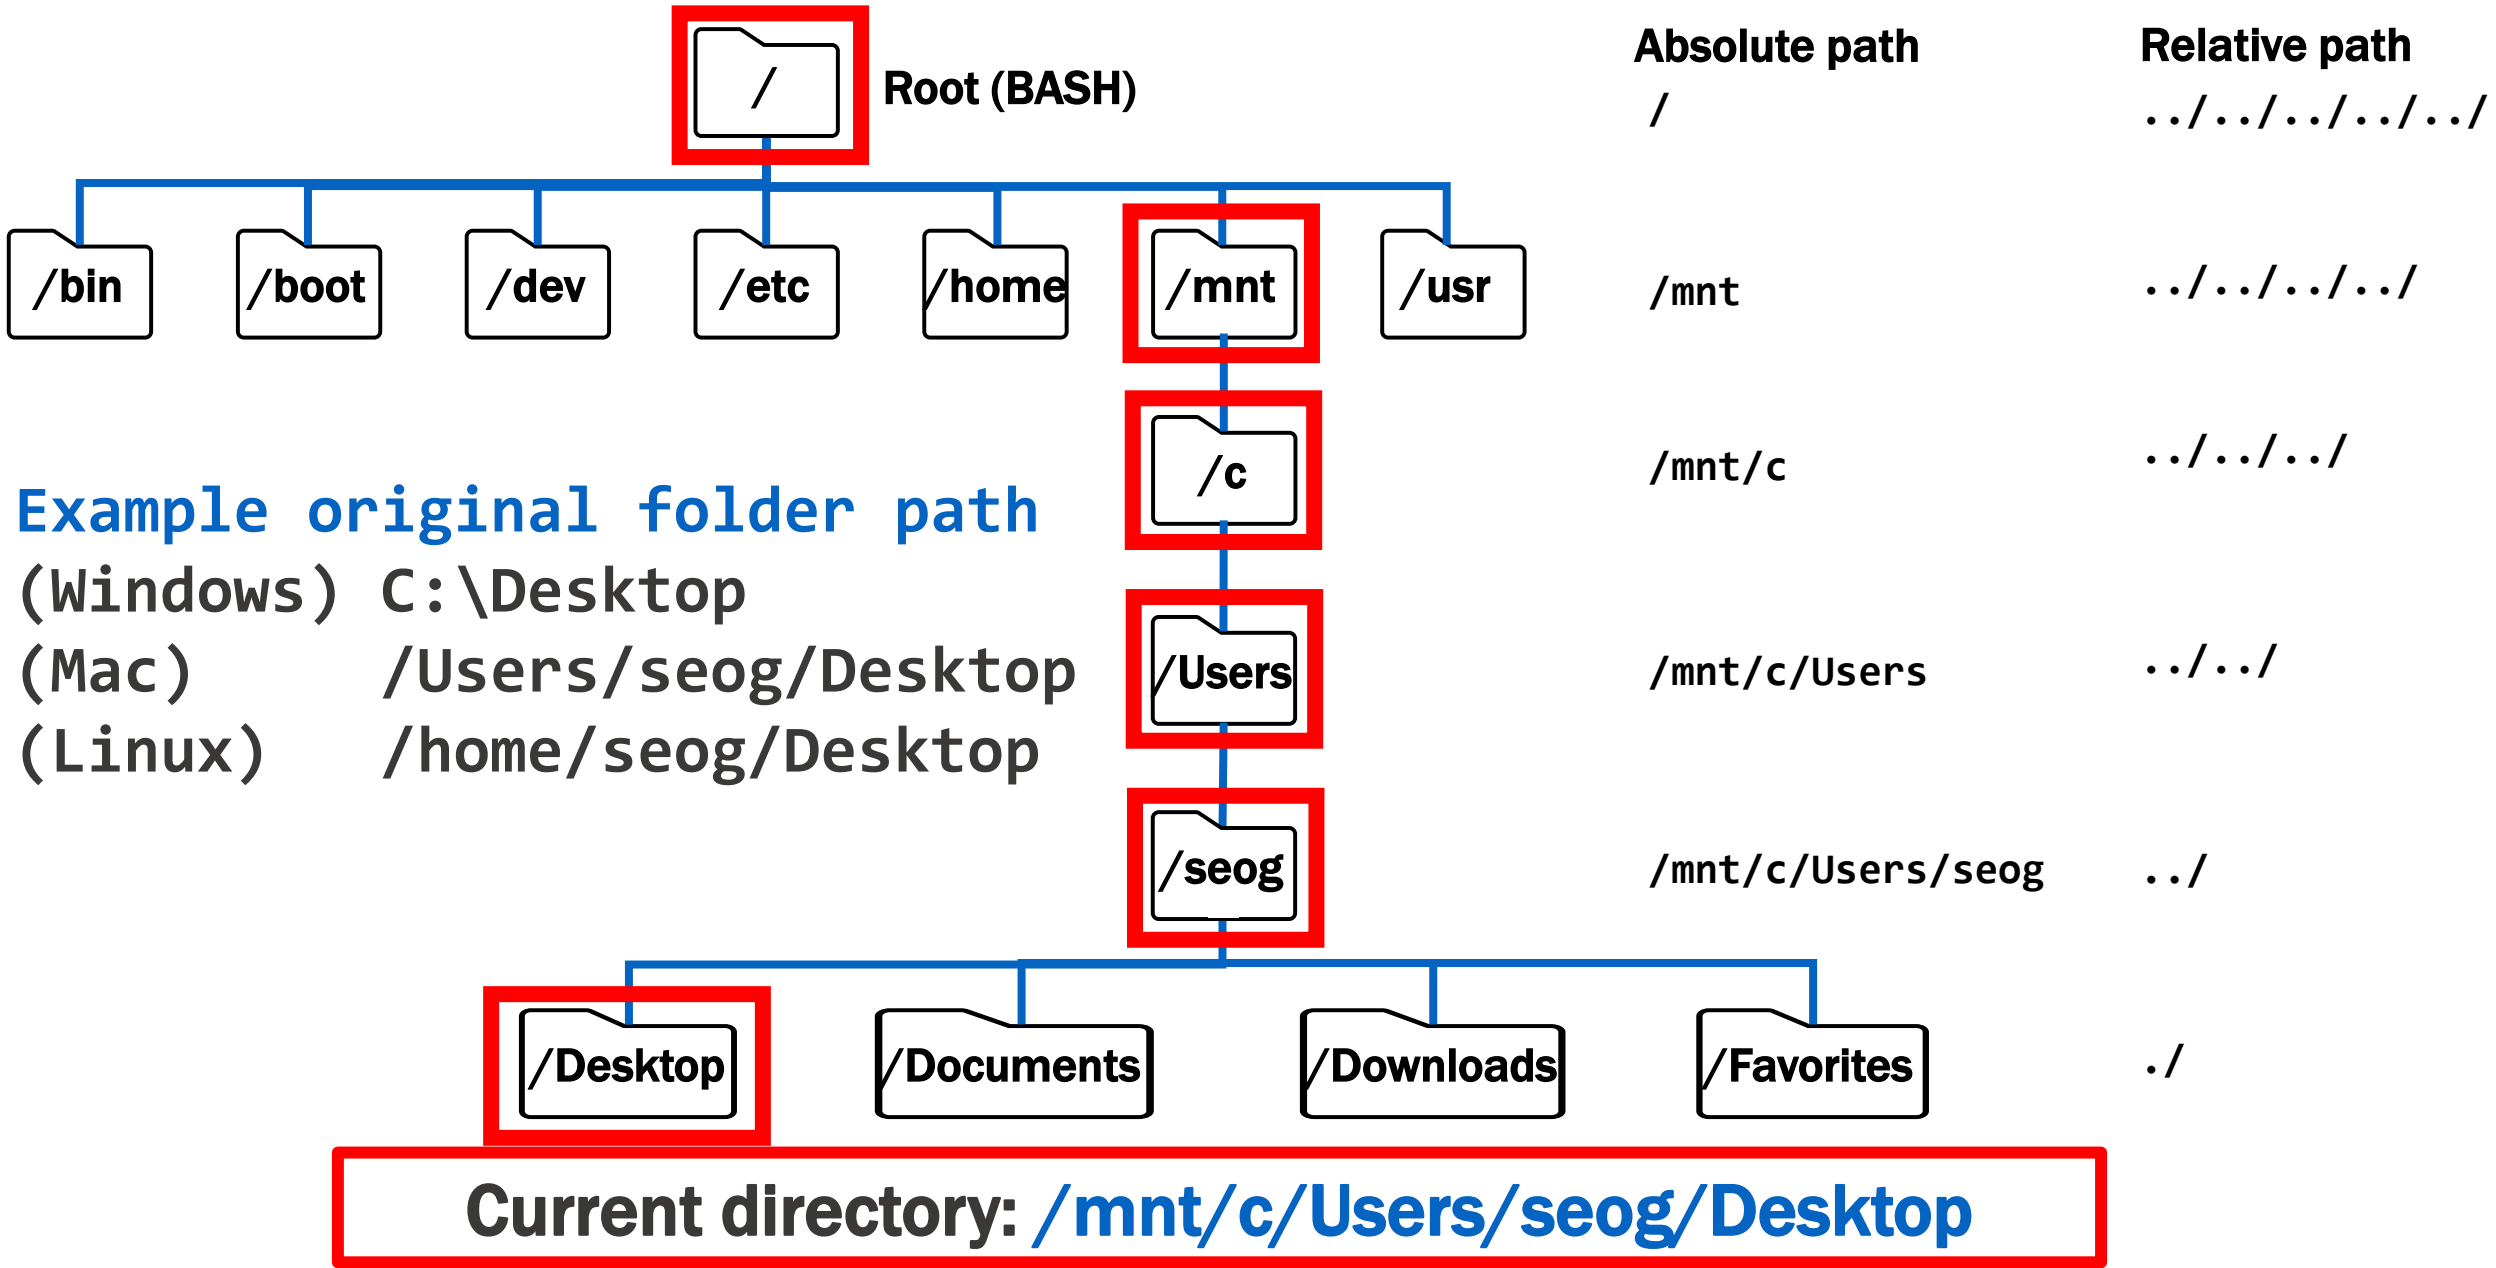 /
Root (BASH)
Absolute path
Relative path
/
../../../../../
/bin
/boot
/dev
/etc
/home
/mnt
/usr
/mnt
../../../../
/c
/mnt/c
../../../
Example original folder path
(Windows) C:\Desktop
(Mac) /Users/seog/Desktop
(Linux) /home/seog/Desktop
/Users
/mnt/c/Users
../../
/seog
/mnt/c/Users/seog
../
/Desktop
/Documents
/Downloads
/Favorites
./
Current directory: /mnt/c/Users/seog/Desktop